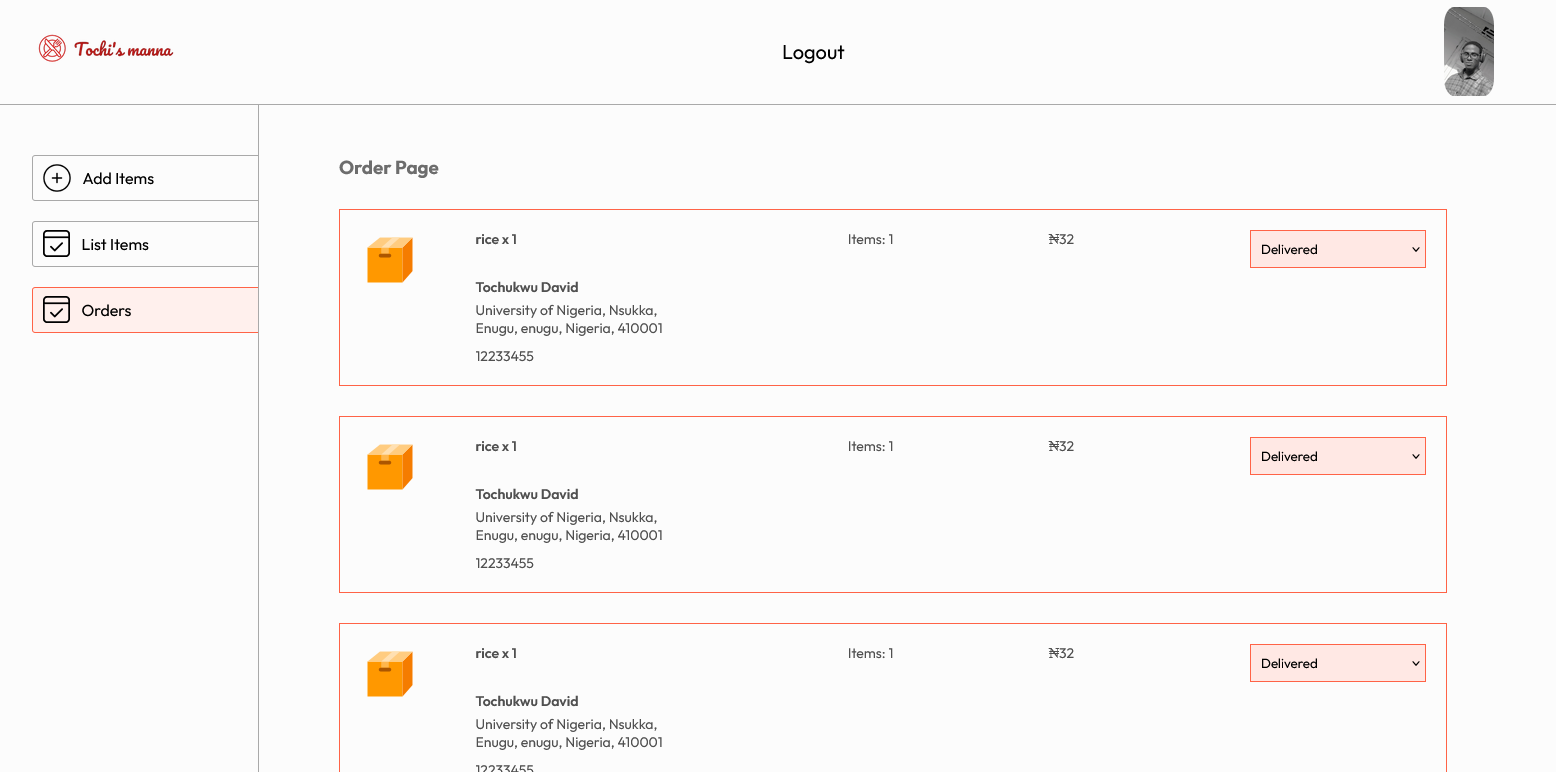 Tochi's manna
Logout
Add Items
List Items
Orders
Order Page
rice x 1
Items: 1
₦32
Delivered
Tochukwu David
University of Nigeria, Nsukka,
Enugu, enugu, Nigeria, 410001
12233455
rice x 1
Items: 1
₦32
Delivered
Tochukwu David
University of Nigeria, Nsukka,
Enugu, enugu, Nigeria, 410001
12233455
rice x 1
Items: 1
₦32
Delivered
Tochukwu David
University of Nigeria, Nsukka,
Enugu, enugu, Nigeria, 410001
12233455